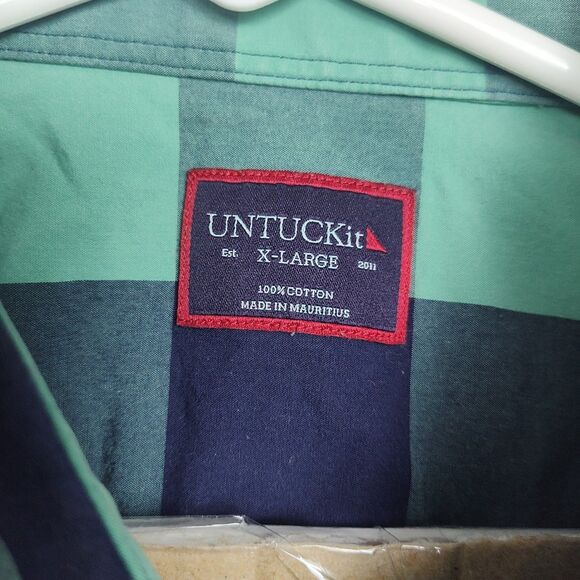 UNTUCKit
Est. X-LARGE 2011
100% COTTON
MADE IN MAURITIUS